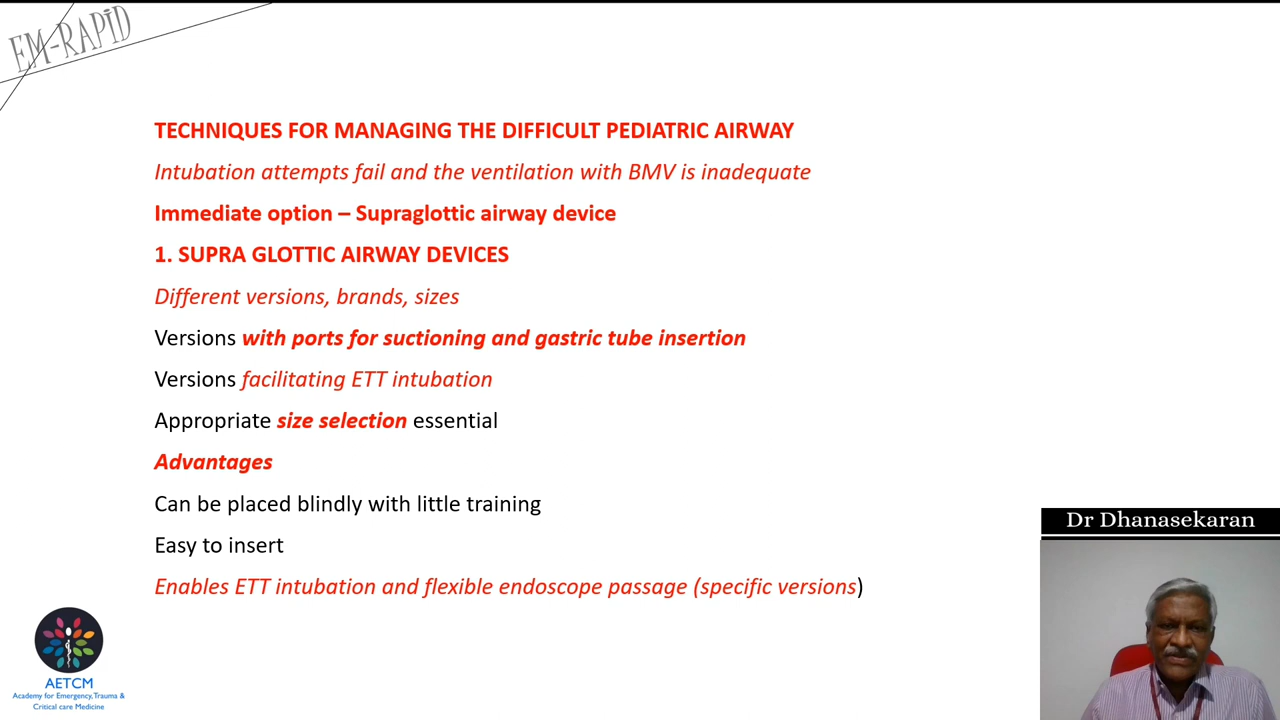 EM-RAPiD
TECHNIQUES FOR MANAGING THE DIFFICULT PEDIATRIC AIRWAY
Intubation attempts fail and the ventilation with BMV is inadequate
Immediate option – Supraglottic airway device
1. SUPRA GLOTTIC AIRWAY DEVICES
Different versions, brands, sizes
Versions with ports for suctioning and gastric tube insertion
Versions facilitating ETT intubation
Appropriate size selection essential
Advantages
Can be placed blindly with little training
Easy to insert
Enables ETT intubation and flexible endoscope passage (specific versions)
Dr Dhanasekaran
AETCM
Academy for Emergency, Trauma &
Critical care Medicine